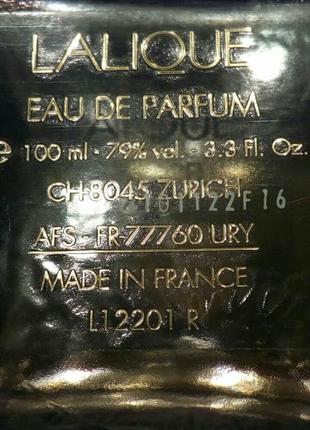 LALIQUE
EAU DE PARFUM
e 100 ml - 79% vol. - 3.3 fl. Oz.
CH-8045 ZURICH
101122F16
AFS - FR-77760 URY
MADE IN FRANCE
L12201 R